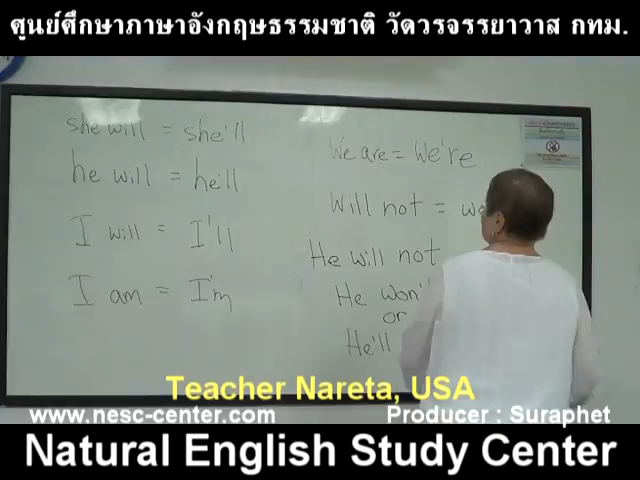 ศูนย์ศึกษาภาษาอังกฤษธรรมชาติ วัดวรจรรยาวาส กทม.
she will = she'll
he will = he'll
I will = I'll
I am = I'm
We are = We're
Will not =
He will not
He
or
He'll
Teacher Nareta, USA
www.nesc-center.com
Producer : Suraphet
Natural English Study Center